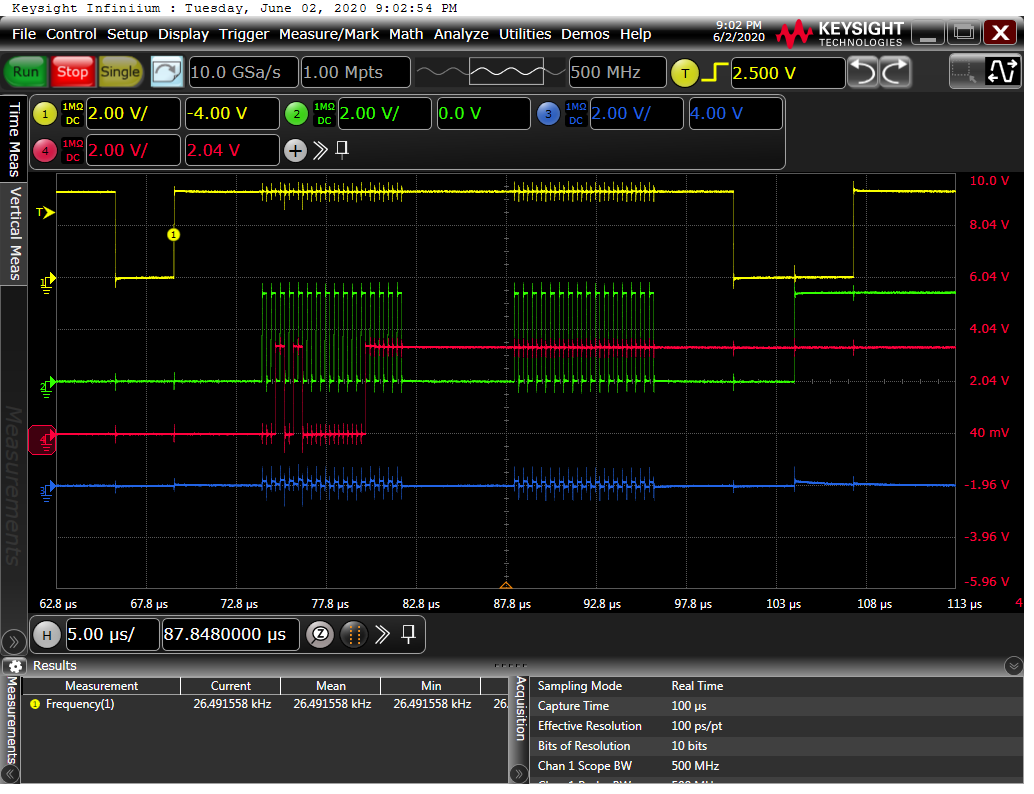 Keysight Infiniium : Tuesday, June 02, 2020 9:02:54 PM
File Control Setup Display Trigger Measure/Mark Math Analyze Utilities Demos Help
9:02 PM
6/2/2020
KEYSIGHT
TECHNOLOGIES
X
Run Stop Single 10.0 GSa/s 1.00 Mpts 500 MHz T 2.500 V
1 1MΩ DC 2.00 V/ -4.00 V 2 1MΩ DC 2.00 V/ 0.0 V 3 1MΩ DC 2.00 V/ 4.00 V
4 1MΩ DC 2.00 V/ 2.04 V +
Time Meas
Vertical Meas
Measurements
T
1
1
2
4
3
10.0 V
8.04 V
6.04 V
4.04 V
2.04 V
40 mV
-1.96 V
-3.96 V
-5.96 V
62.8 µs 67.8 µs 72.8 µs 77.8 µs 82.8 µs 87.8 µs 92.8 µs 97.8 µs 103 µs 108 µs 113 µs 4
H 5.00 µs/ 87.8480000 µs
Results
Measurements
Measurement Current Mean Min
1 Frequency(1) 26.491558 kHz 26.491558 kHz 26.491558 kHz 26.
Acquisition
Sampling Mode Real Time
Capture Time 100 µs
Effective Resolution 100 ps/pt
Bits of Resolution 10 bits
Chan 1 Scope BW 500 MHz